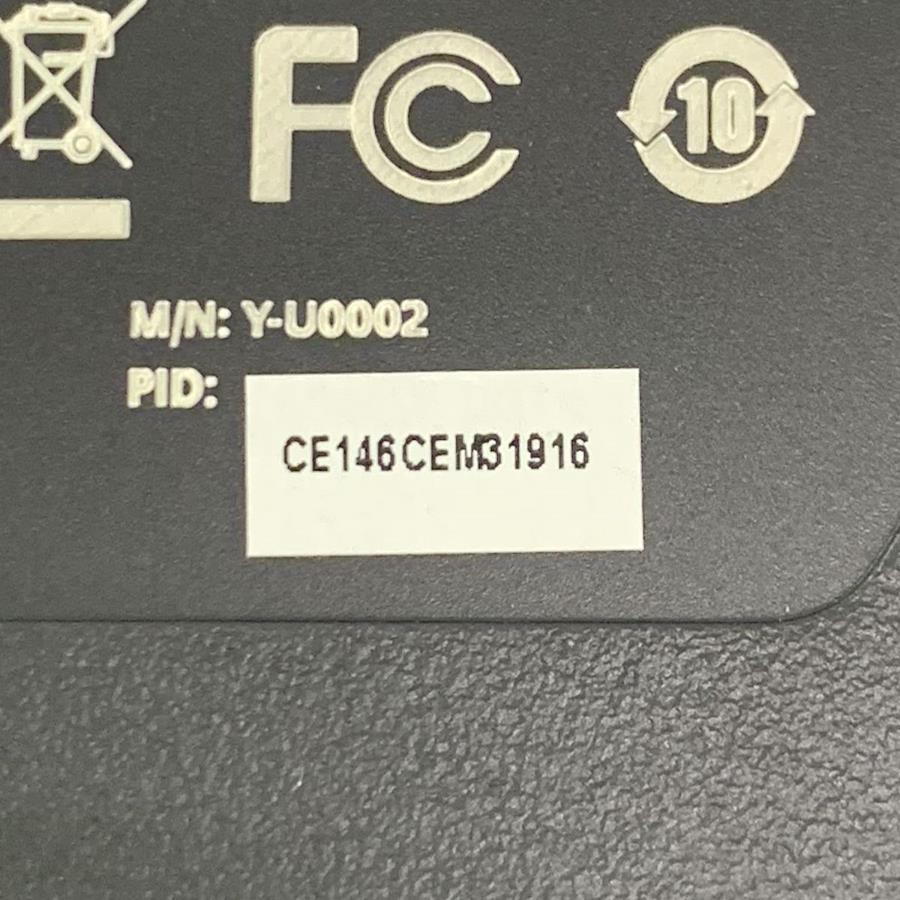 FC
10
M/N: Y-U0002
PID:
CE146CEM31916